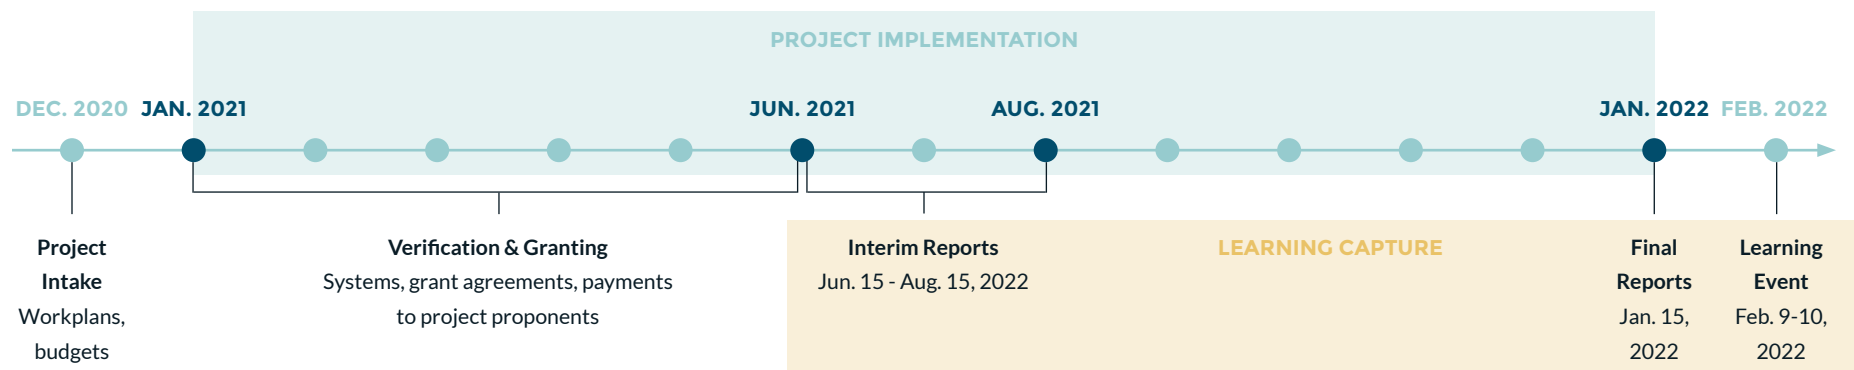 PROJECT IMPLEMENTATION
DEC. 2020 JAN. 2021 JUN. 2021 AUG. 2021 JAN. 2022 FEB. 2022
Project
Intake
Workplans,
budgets
Verification & Granting
Systems, grant agreements, payments
to project proponents
Interim Reports
Jun. 15 - Aug. 15, 2022
LEARNING CAPTURE
Final
Reports
Jan. 15,
2022
Learning
Event
Feb. 9-10,
2022